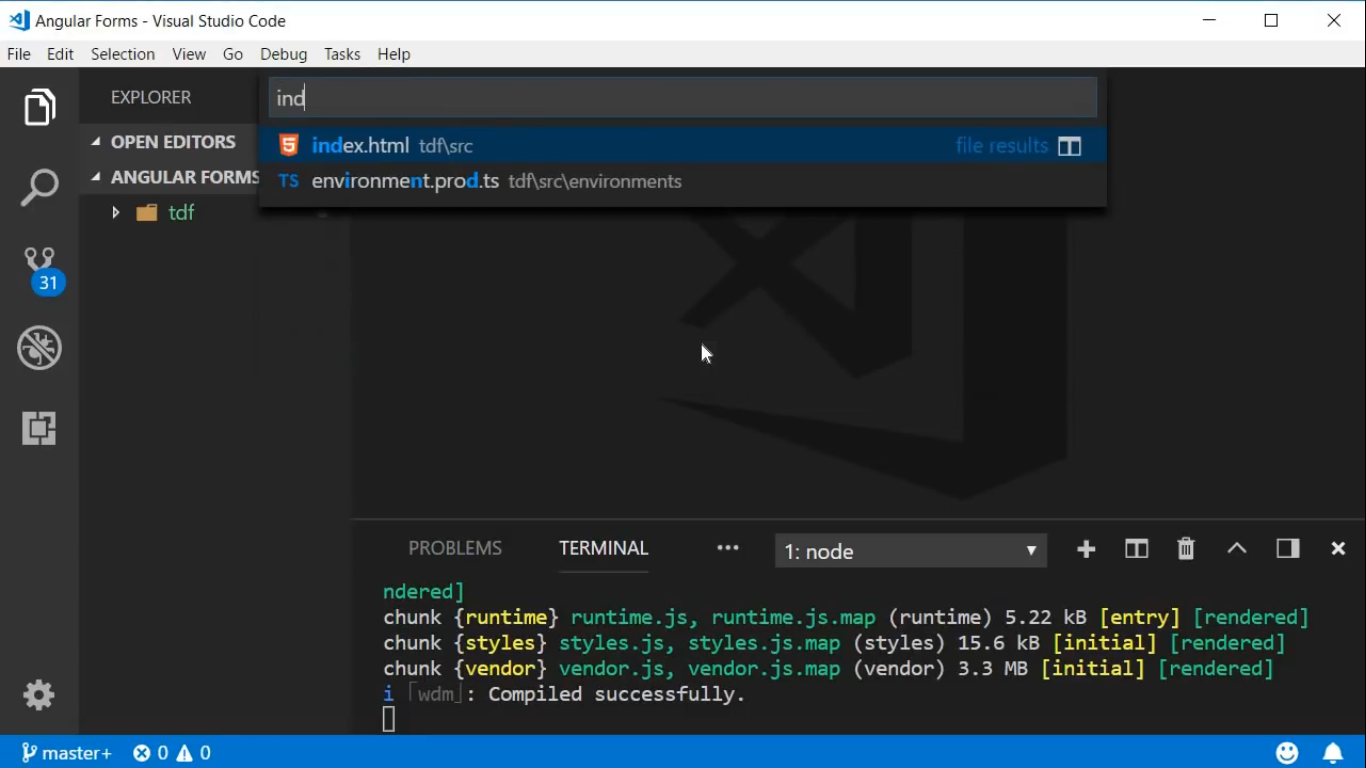 Angular Forms - Visual Studio Code
File Edit Selection View Go Debug Tasks Help
EXPLORER
OPEN EDITORS
ANGULAR FORMS
tdf
31
ind
index.html tdf\src file results
TS environment.prod.ts tdf\src\environments
PROBLEMS TERMINAL ••• 1: node
ndered]
chunk {runtime} runtime.js, runtime.js.map (runtime) 5.22 kB [entry] [rendered]
chunk {styles} styles.js, styles.js.map (styles) 15.6 kB [initial] [rendered]
chunk {vendor} vendor.js, vendor.js.map (vendor) 3.3 MB [initial] [rendered]
i ｢wdm｣: Compiled successfully.
master+ 0 0